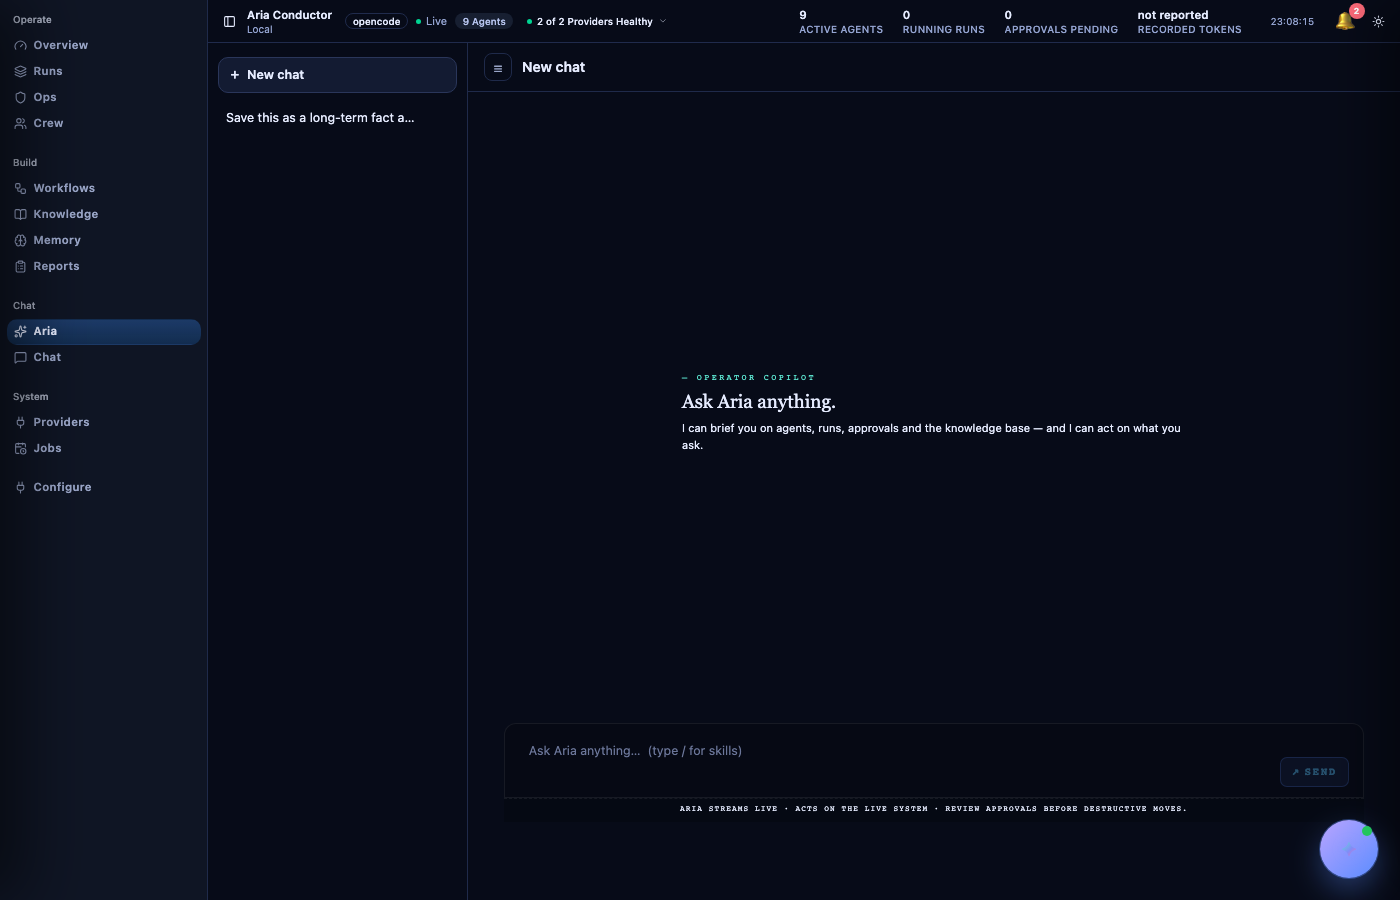 Operate
Overview
Runs
Ops
Crew
Build
Workflows
Knowledge
Memory
Reports
Chat
Aria
Chat
System
Providers
Jobs
Configure
Aria Conductor
Local
opencode
Live
9 Agents
2 of 2 Providers Healthy
9
ACTIVE AGENTS
0
RUNNING RUNS
0
APPROVALS PENDING
not reported
RECORDED TOKENS
23:08:15
2
+ New chat
Save this as a long-term fact a...
New chat
— OPERATOR COPILOT
Ask Aria anything.
I can brief you on agents, runs, approvals and the knowledge base — and I can act on what you
ask.
Ask Aria anything... (type / for skills)
↗ SEND
ARIA STREAMS LIVE · ACTS ON THE LIVE SYSTEM · REVIEW APPROVALS BEFORE DESTRUCTIVE MOVES.